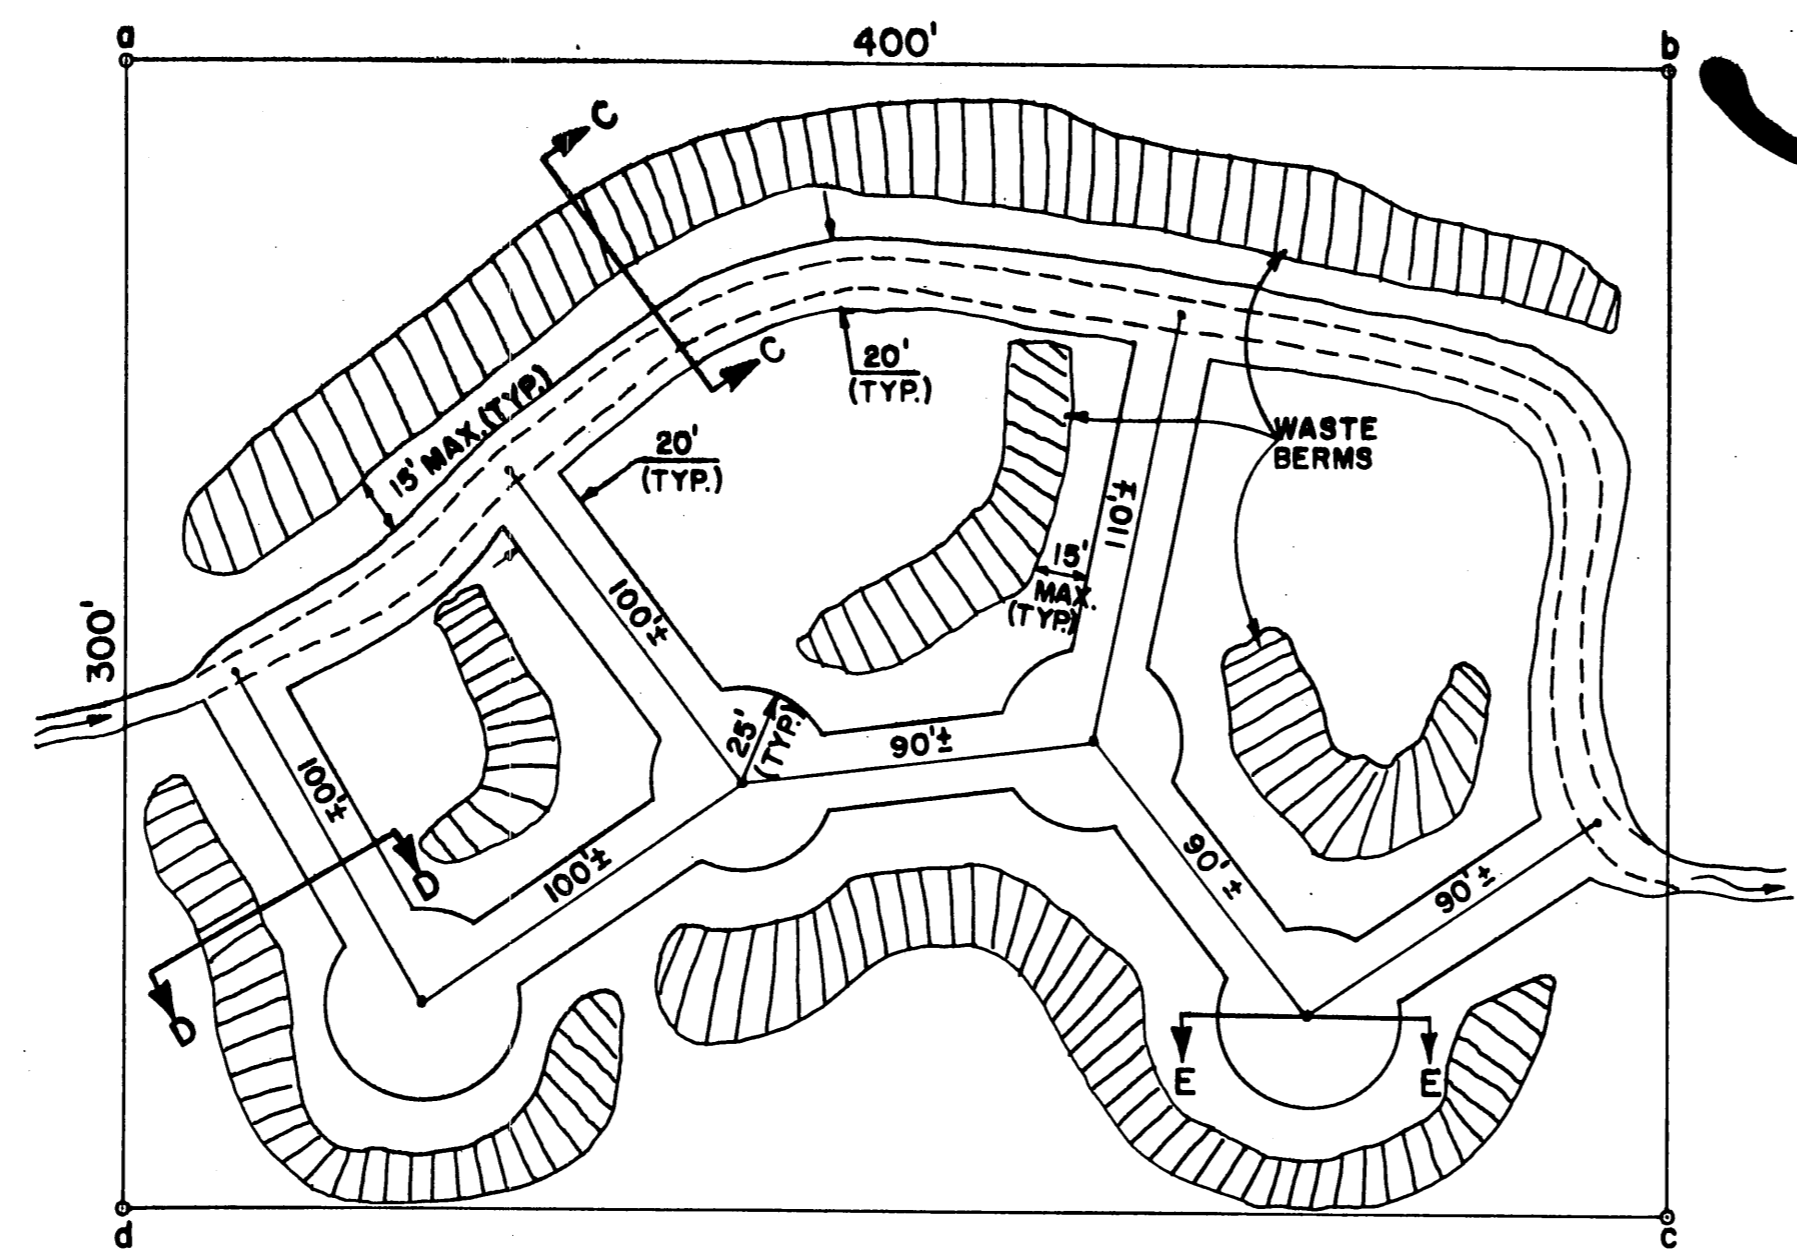 a
400'
b
C
C
20'
(TYP.)
15' MAX.(TYP.)
20'
(TYP.)
WASTE
BERMS
110'±
15'
MAX.
(TYP.)
300'
100'±
25'
(TYP.)
90'±
100'±
D
100'±
90'±
90'±
D
E
E
d
c